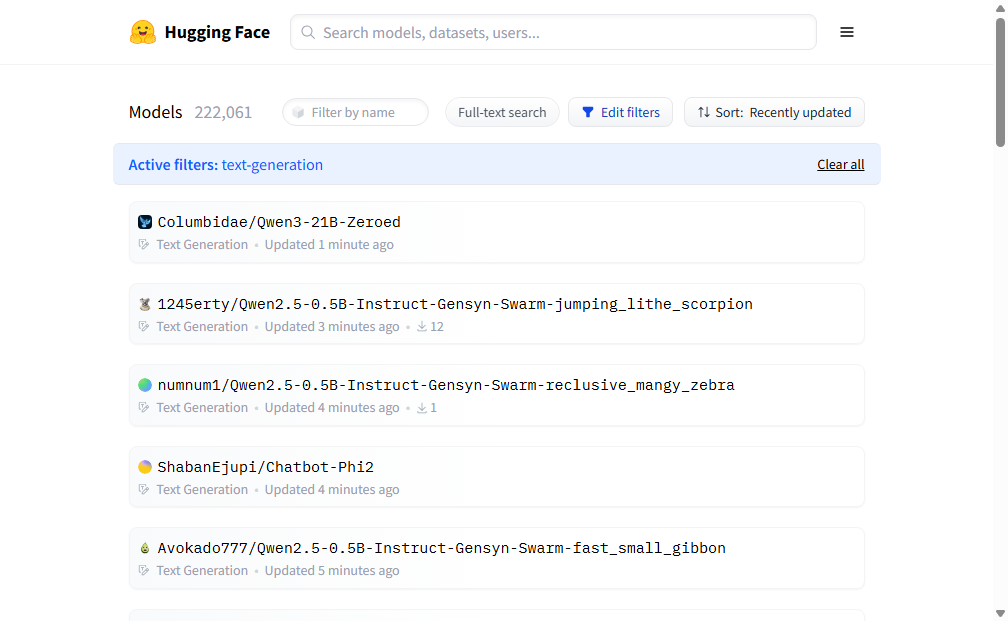 Hugging Face
Search models, datasets, users...
Models 222,061
Filter by name
Full-text search
Edit filters
Sort: Recently updated
Active filters: text-generation
Clear all
Columbidae/Qwen3-21B-Zeroed
Text Generation • Updated 1 minute ago
1245erty/Qwen2.5-0.5B-Instruct-Gensyn-Swarm-jumping_lithe_scorpion
Text Generation • Updated 3 minutes ago • 12
numnum1/Qwen2.5-0.5B-Instruct-Gensyn-Swarm-reclusive_mangy_zebra
Text Generation • Updated 4 minutes ago • 1
ShabanEjupi/Chatbot-Phi2
Text Generation • Updated 4 minutes ago
Avokado777/Qwen2.5-0.5B-Instruct-Gensyn-Swarm-fast_small_gibbon
Text Generation • Updated 5 minutes ago